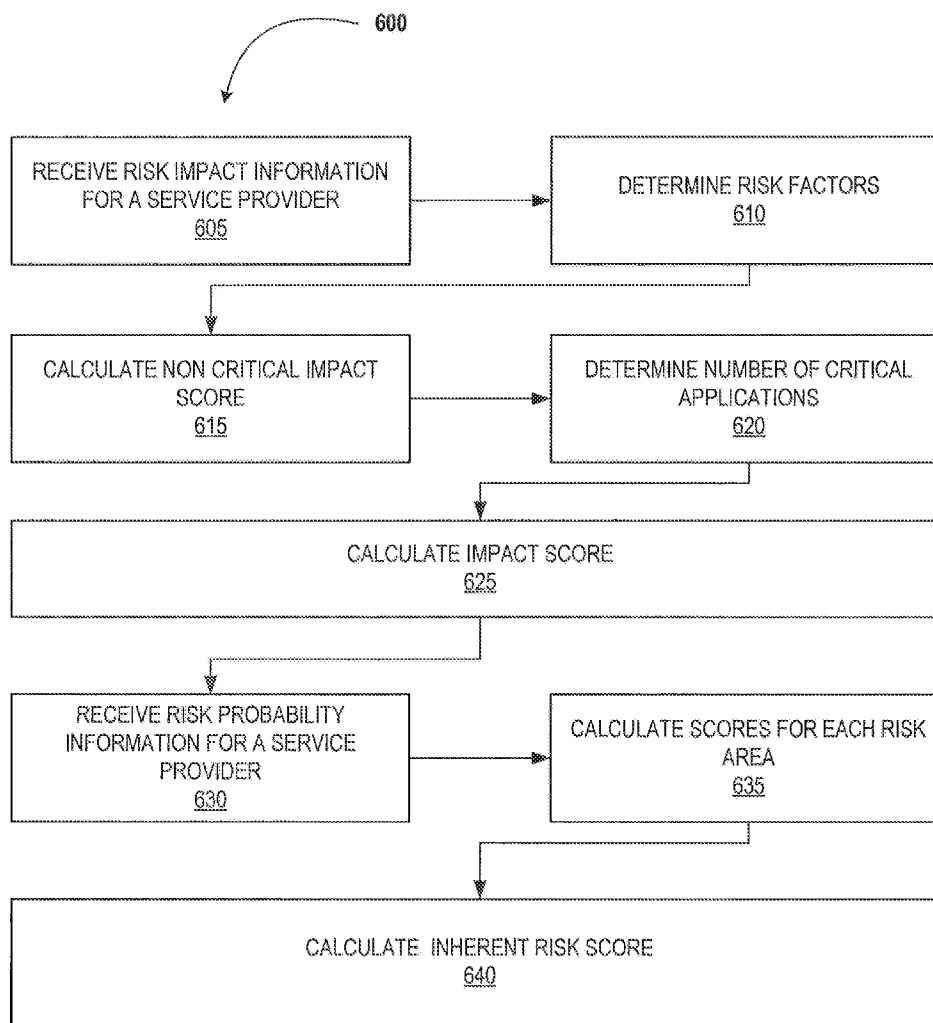 600
RECEIVE RISK IMPACT INFORMATION
FOR A SERVICE PROVIDER
605
DETERMINE RISK FACTORS
610
CALCULATE NON CRITICAL IMPACT
SCORE
615
DETERMINE NUMBER OF CRITICAL
APPLICATIONS
620
CALCULATE IMPACT SCORE
625
RECEIVE RISK PROBABILITY
INFORMATION FOR A SERVICE
PROVIDER
630
CALCULATE SCORES FOR EACH RISK
AREA
635
CALCULATE INHERENT RISK SCORE
640